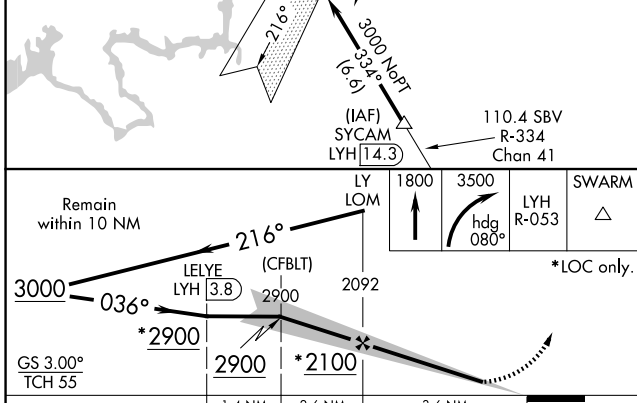 216°
3000 NoPT
334°
(6.6)
(IAF)
SYCAM
LYH 14.3
110.4 SBV
R-334
Chan 41
Remain
within 10 NM
LY
LOM
1800
3500
hdg
080°
LYH
R-053
SWARM
*LOC only.
216°
3000
036°
LELYE
LYH 3.8
(CFBLT)
2900
2092
*2900
2900
*2100
GS 3.00°
TCH 55